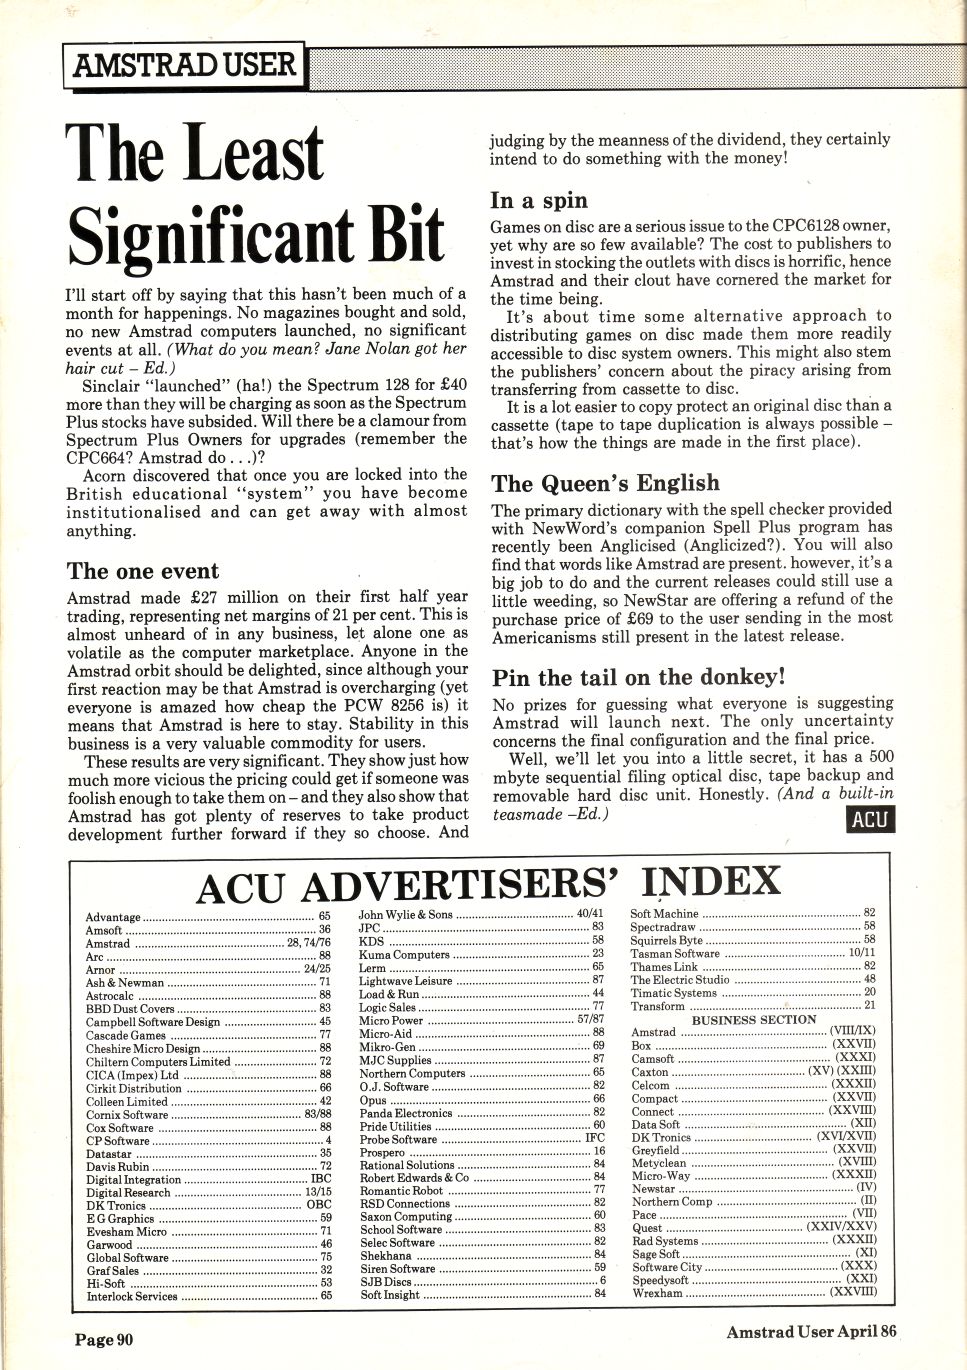 AMSTRAD USER
The Least
Significant Bit
I'll start off by saying that this hasn't been much of a
month for happenings. No magazines bought and sold,
no new Amstrad computers launched, no significant
events at all. (What do you mean? Jane Nolan got her
hair cut – Ed.)
Sinclair "launched" (ha!) the Spectrum 128 for £40
more than they will be charging as soon as the Spectrum
Plus stocks have subsided. Will there be a clamour from
Spectrum Plus Owners for upgrades (remember the
CPC664? Amstrad do . . .)?
Acorn discovered that once you are locked into the
British educational "system" you have become
institutionalised and can get away with almost
anything.
The one event
Amstrad made £27 million on their first half year
trading, representing net margins of 21 per cent. This is
almost unheard of in any business, let alone one as
volatile as the computer marketplace. Anyone in the
Amstrad orbit should be delighted, since although your
first reaction may be that Amstrad is overcharging (yet
everyone is amazed how cheap the PCW 8256 is) it
means that Amstrad is here to stay. Stability in this
business is a very valuable commodity for users.
These results are very significant. They show just how
much more vicious the pricing could get if someone was
foolish enough to take them on – and they also show that
Amstrad has got plenty of reserves to take product
development further forward if they so choose. And
judging by the meanness of the dividend, they certainly
intend to do something with the money!
In a spin
Games on disc are a serious issue to the CPC6128 owner,
yet why are so few available? The cost to publishers to
invest in stocking the outlets with discs is horrific, hence
Amstrad and their clout have cornered the market for
the time being.
It's about time some alternative approach to
distributing games on disc made them more readily
accessible to disc system owners. This might also stem
the publishers' concern about the piracy arising from
transferring from cassette to disc.
It is a lot easier to copy protect an original disc than a
cassette (tape to tape duplication is always possible –
that's how the things are made in the first place).
The Queen's English
The primary dictionary with the spell checker provided
with NewWord's companion Spell Plus program has
recently been Anglicised (Anglicized?). You will also
find that words like Amstrad are present. however, it's a
big job to do and the current releases could still use a
little weeding, so NewStar are offering a refund of the
purchase price of £69 to the user sending in the most
Americanisms still present in the latest release.
Pin the tail on the donkey!
No prizes for guessing what everyone is suggesting
Amstrad will launch next. The only uncertainty
concerns the final configuration and the final price.
Well, we'll let you into a little secret, it has a 500
mbyte sequential filing optical disc, tape backup and
removable hard disc unit. Honestly. (And a built-in
teasmade –Ed.)
ACU
ACU ADVERTISERS' INDEX
Advantage ........ 65
Amsoft ........ 36
Amstrad ........ 28, 74/76
Arc ........ 88
Arnor ........ 24/25
Ash & Newman ........ 71
Astrocalc ........ 88
BBD Dust Covers ........ 83
Campbell Software Design ........ 45
Cascade Games ........ 77
Cheshire Micro Design ........ 88
Chiltern Computers Limited ........ 72
CICA (Impex) Ltd ........ 88
Cirkit Distribution ........ 66
Colleen Limited ........ 42
Cornix Software ........ 83/88
Cox Software ........ 88
CP Software ........ 4
Datastar ........ 35
Davis Rubin ........ 72
Digital Integration ........ IBC
Digital Research ........ 13/15
DK Tronics ........ OBC
E G Graphics ........ 59
Evesham Micro ........ 71
Garwood ........ 46
Global Software ........ 75
Graf Sales ........ 32
Hi-Soft ........ 53
Interlock Services ........ 65
John Wylie & Sons ........ 40/41
JPC ........ 83
KDS ........ 58
Kuma Computers ........ 23
Lerm ........ 65
Lightwave Leisure ........ 87
Load & Run ........ 44
Logic Sales ........ 77
Micro Power ........ 57/87
Micro-Aid ........ 88
Mikro-Gen ........ 69
MJC Supplies ........ 87
Northern Computers ........ 65
O.J. Software ........ 82
Opus ........ 66
Panda Electronics ........ 82
Pride Utilities ........ 60
Probe Software ........ IFC
Prospero ........ 16
Rational Solutions ........ 84
Robert Edwards & Co ........ 84
Romantic Robot ........ 77
RSD Connections ........ 82
Saxon Computing ........ 60
School Software ........ 83
Selec Software ........ 82
Shekhana ........ 84
Siren Software ........ 59
SJB Discs ........ 6
Soft Insight ........ 84
Soft Machine ........ 82
Spectradraw ........ 58
Squirrels Byte ........ 58
Tasman Software ........ 10/11
Thames Link ........ 82
The Electric Studio ........ 48
Timatic Systems ........ 20
Transform ........ 21
BUSINESS SECTION
Amstrad ........ (VIII/IX)
Box ........ (XXVII)
Camsoft ........ (XXXI)
Caxton ........ (XV) (XXIII)
Celcom ........ (XXXII)
Compact ........ (XXVII)
Connect ........ (XXVIII)
Data Soft ........ (XII)
DK Tronics ........ (XVI/XVII)
Greyfield ........ (XXVII)
Metyclean ........ (XVIII)
Micro-Way ........ (XXXII)
Newstar ........ (IV)
Northern Comp ........ (II)
Pace ........ (VII)
Quest ........ (XXIV/XXV)
Rad Systems ........ (XXXII)
Sage Soft ........ (XI)
Software City ........ (XXX)
Speedysoft ........ (XXI)
Wrexham ........ (XXVIII)
Page 90
Amstrad User April 86